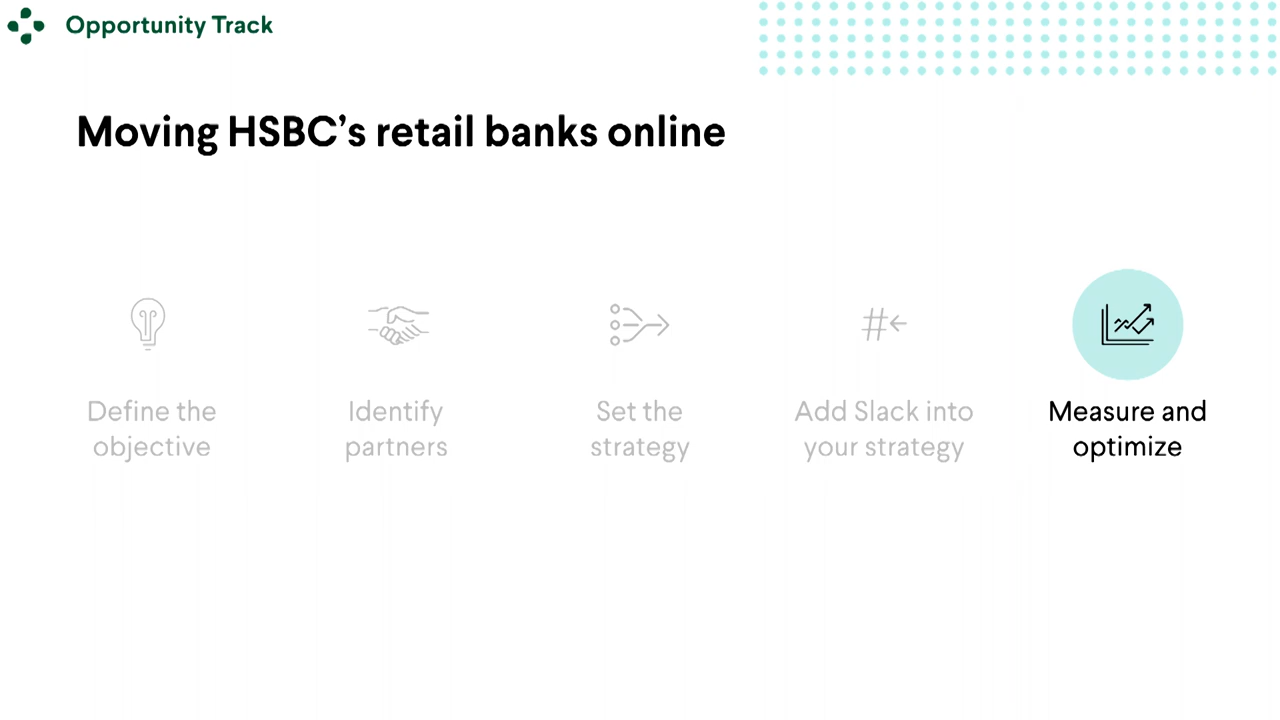 Opportunity Track
Moving HSBC’s retail banks online
Define the
objective
Identify
partners
Set the
strategy
Add Slack into
your strategy
Measure and
optimize